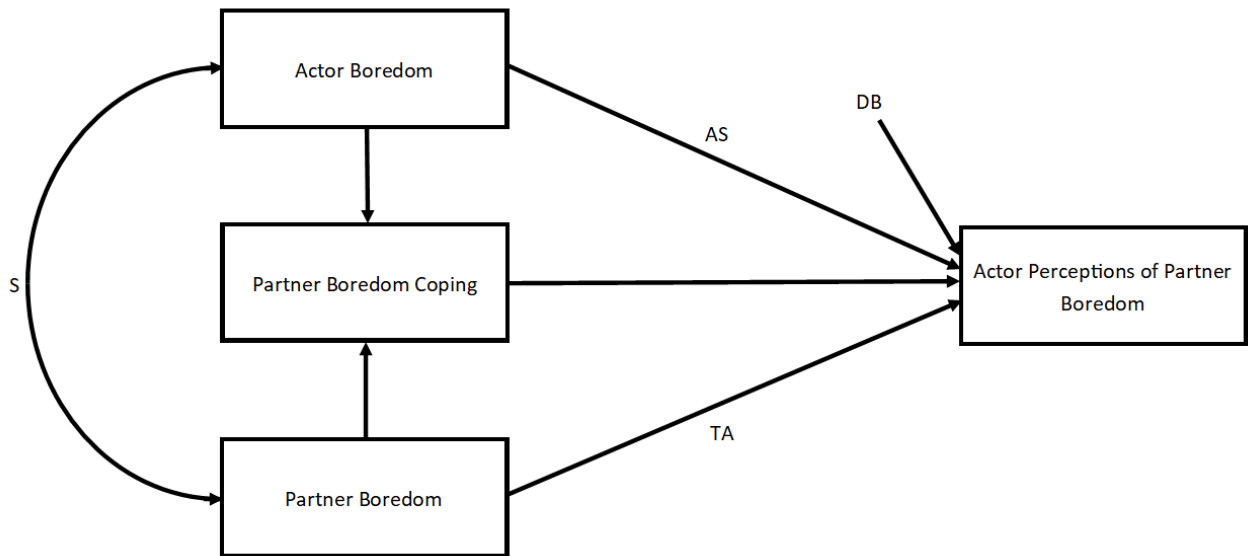 Actor Boredom
DB
AS
Partner Boredom Coping
Actor Perceptions of Partner
Boredom
S
TA
Partner Boredom